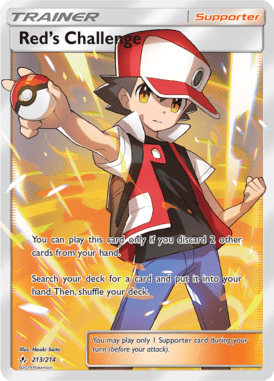 TRAINER Supporter
Red's Challenge
You can play this card only if you discard 2 other
cards from your hand.
Search your deck for a card and put it into your
hand. Then, shuffle your deck.
Illus. Naoki Saito
213/214
©2019 Pokémon
You may play only 1 Supporter card during your
turn (before your attack).